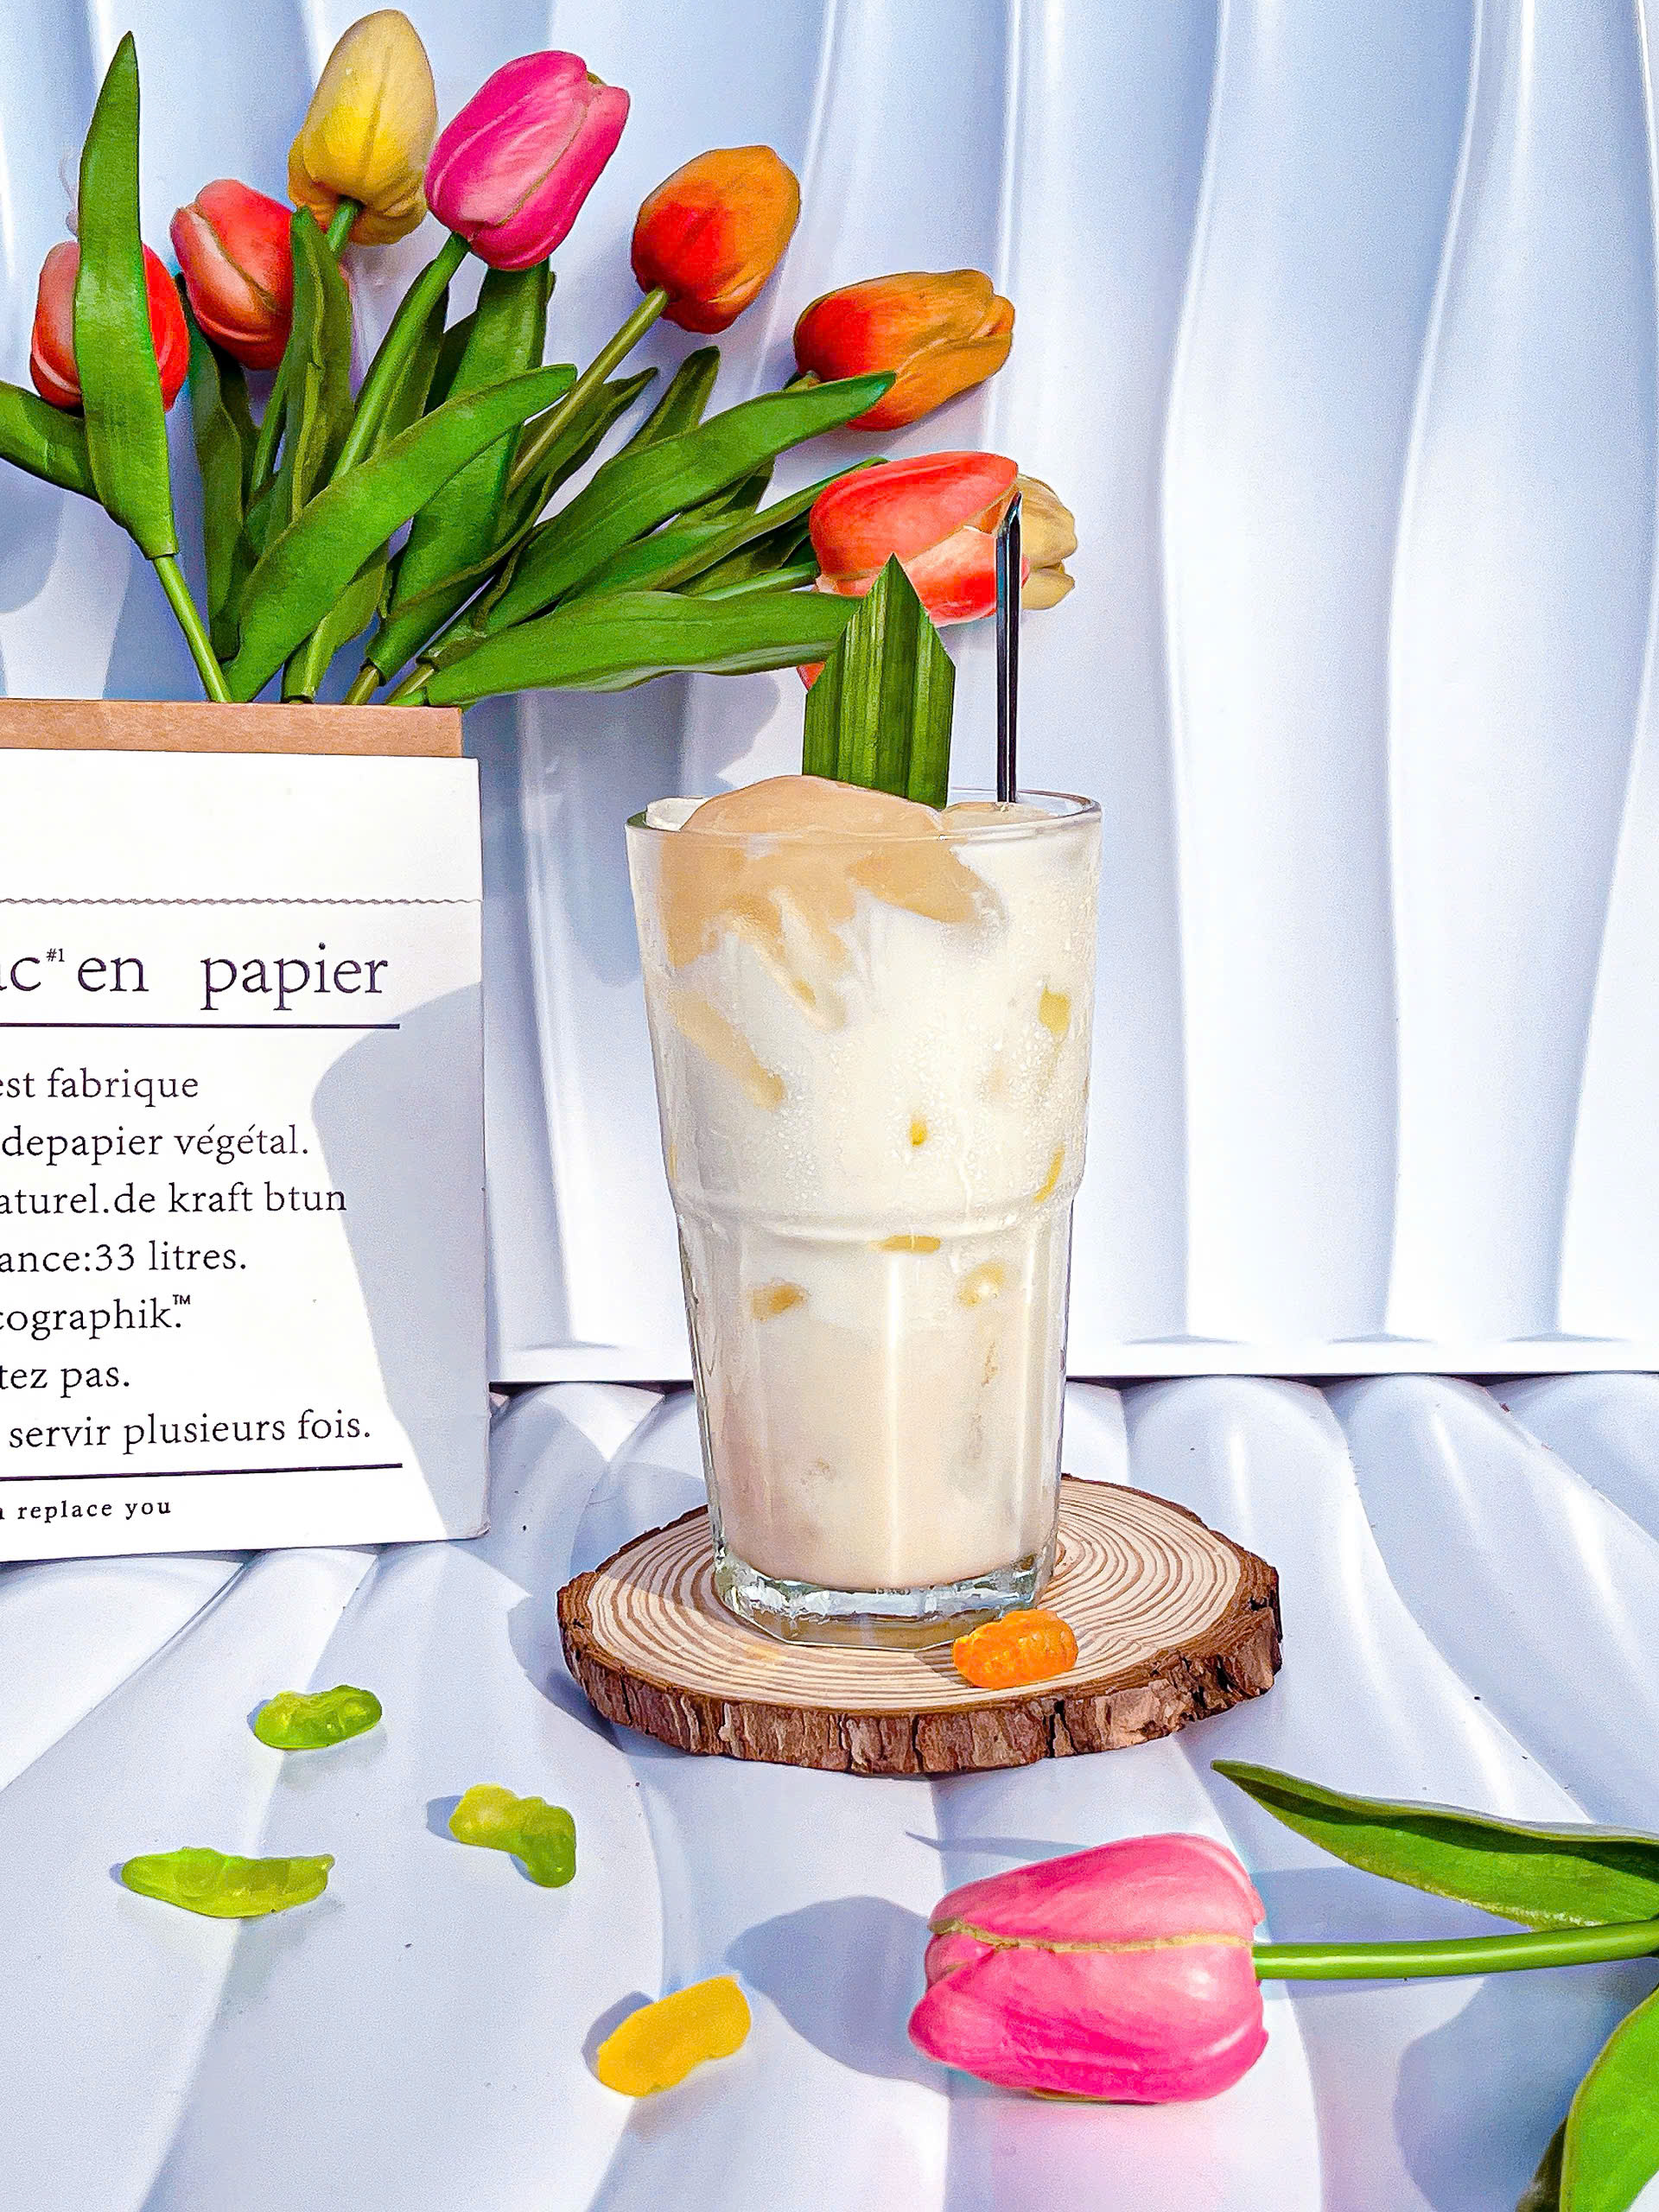 ac#1 en papier
est fabrique
depapier végétal.
aturel.de kraft btun
ance:33 litres.
cographik.™
tez pas.
servir plusieurs fois.
n replace you